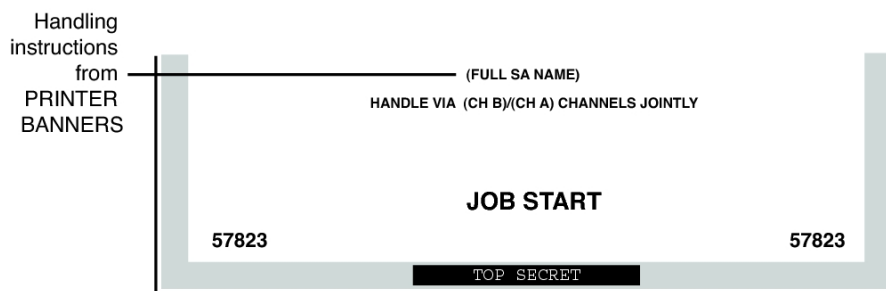 Handling
instructions
from
PRINTER
BANNERS
(FULL SA NAME)
HANDLE VIA (CH B)/(CH A) CHANNELS JOINTLY
JOB START
57823 57823
TOP SECRET